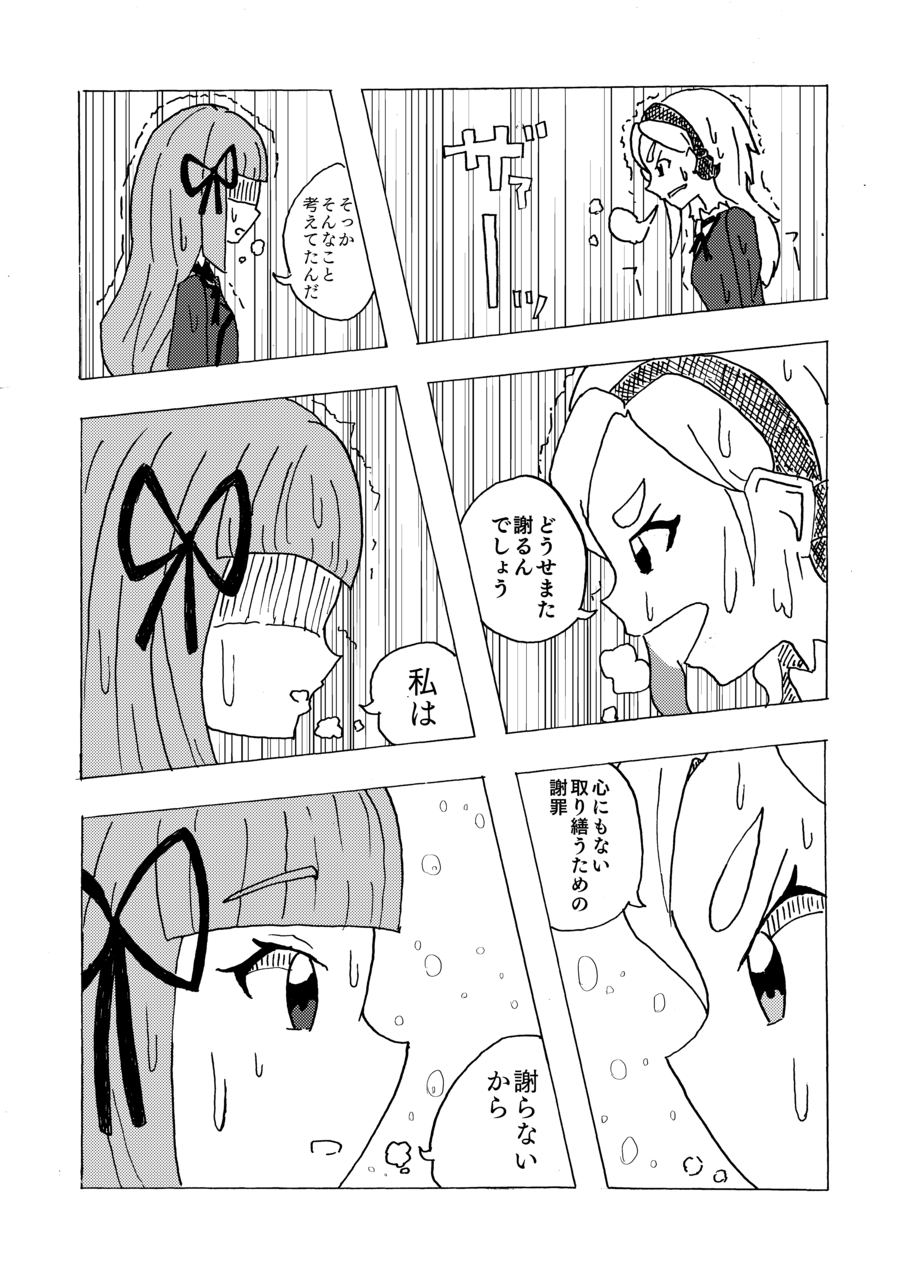 ザァーッ
そっか
そんなこと
考えてたんだ
どうせまた
謝るん
でしょう
私は
心にもない
取り繕うための
謝罪
謝らない
から